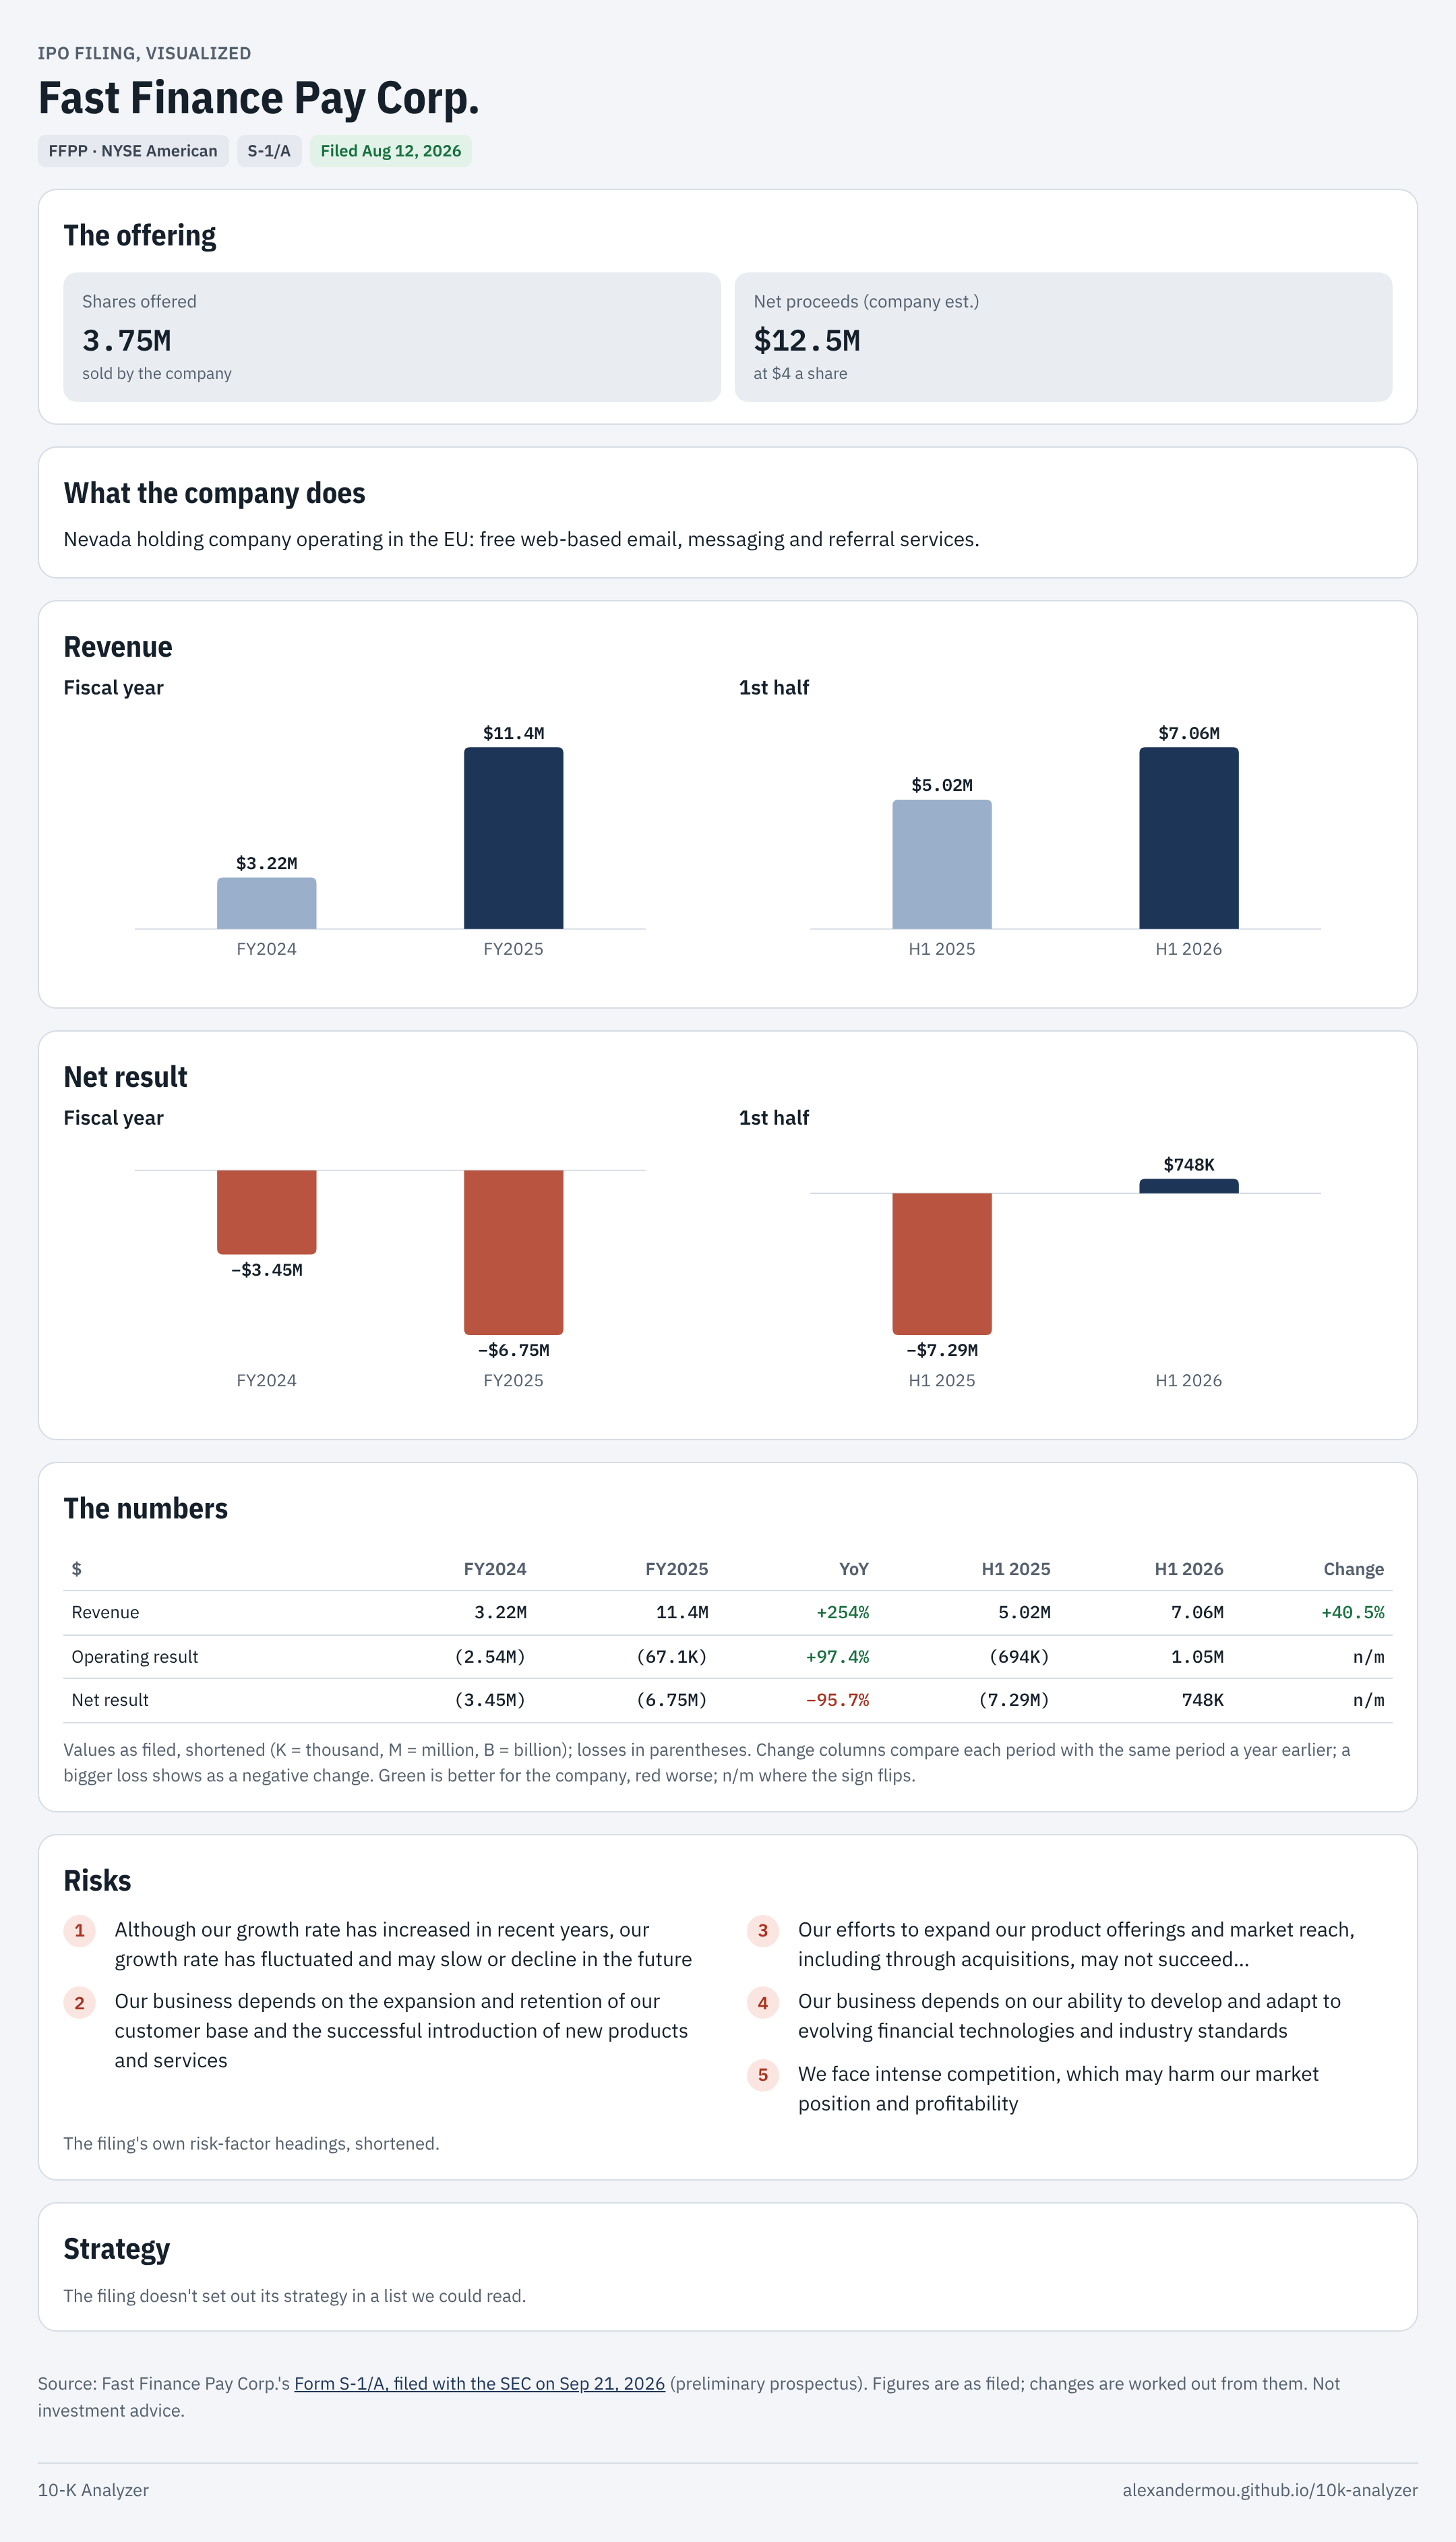 IPO FILING, VISUALIZED
Fast Finance Pay Corp.
FFPP · NYSE American
S-1/A
Filed Aug 12, 2026
The offering
Shares offered
3.75M
sold by the company
Net proceeds (company est.)
$12.5M
at $4 a share
What the company does
Nevada holding company operating in the EU: free web-based email, messaging and referral services.
Revenue
Fiscal year
$3.22M
$11.4M
FY2024
FY2025
1st half
$5.02M
$7.06M
H1 2025
H1 2026
Net result
Fiscal year
−$3.45M
−$6.75M
FY2024
FY2025
1st half
$748K
−$7.29M
H1 2025
H1 2026
The numbers
$ FY2024 FY2025 YoY H1 2025 H1 2026 Change
Revenue 3.22M 11.4M +254% 5.02M 7.06M +40.5%
Operating result (2.54M) (67.1K) +97.4% (694K) 1.05M n/m
Net result (3.45M) (6.75M) −95.7% (7.29M) 748K n/m
Values as filed, shortened (K = thousand, M = million, B = billion); losses in parentheses. Change columns compare each period with the same period a year earlier; a
bigger loss shows as a negative change. Green is better for the company, red worse; n/m where the sign flips.
Risks
1 Although our growth rate has increased in recent years, our
growth rate has fluctuated and may slow or decline in the future
2 Our business depends on the expansion and retention of our
customer base and the successful introduction of new products
and services
3 Our efforts to expand our product offerings and market reach,
including through acquisitions, may not succeed…
4 Our business depends on our ability to develop and adapt to
evolving financial technologies and industry standards
5 We face intense competition, which may harm our market
position and profitability
The filing's own risk-factor headings, shortened.
Strategy
The filing doesn't set out its strategy in a list we could read.
Source: Fast Finance Pay Corp.'s Form S-1/A, filed with the SEC on Sep 21, 2026 (preliminary prospectus). Figures are as filed; changes are worked out from them. Not
investment advice.
10-K Analyzer
alexandermou.github.io/10k-analyzer